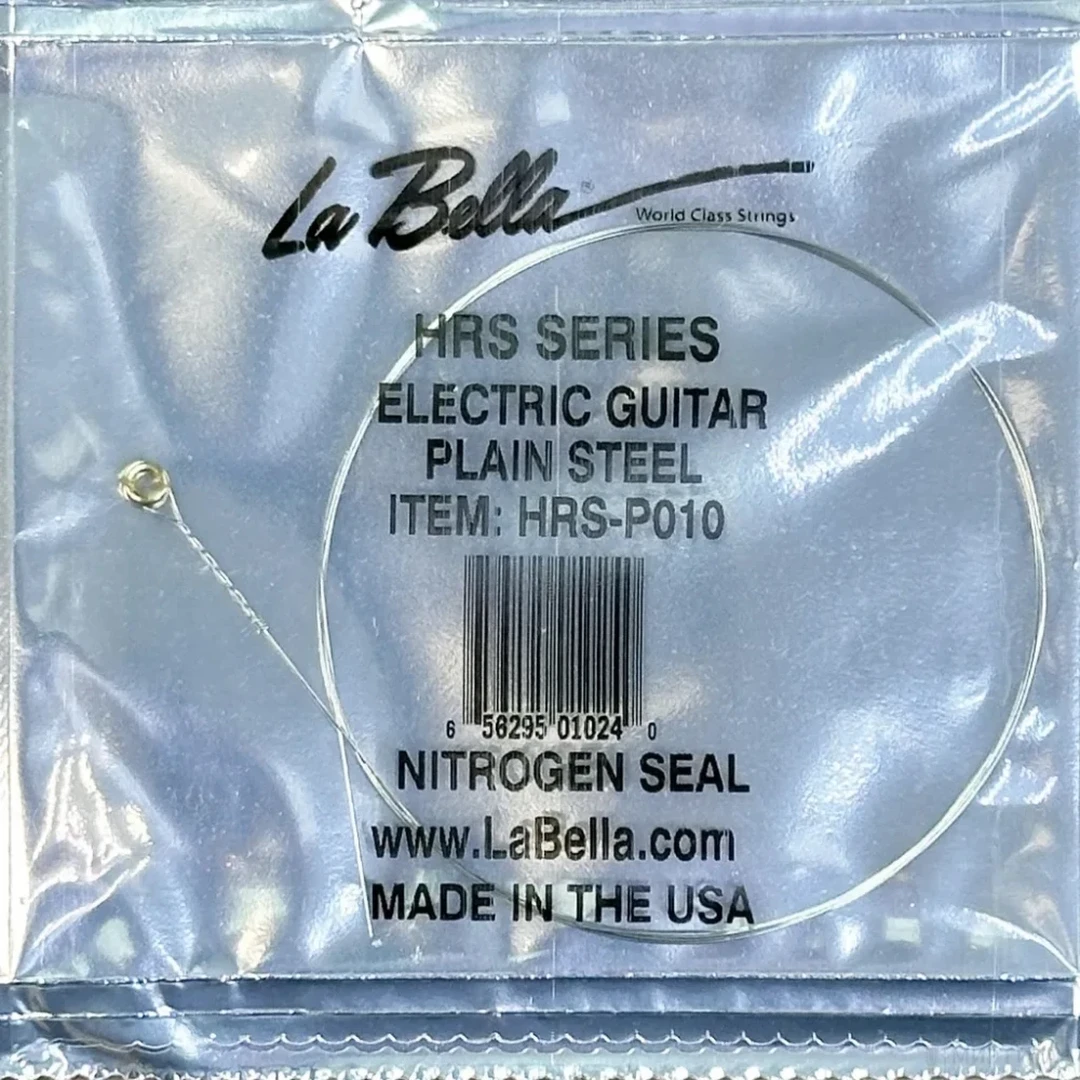 La Bella®
World Class Strings
HRS SERIES
ELECTRIC GUITAR
PLAIN STEEL
ITEM: HRS-P010
6 56295 01024 0
NITROGEN SEAL
www.LaBella.com
MADE IN THE USA